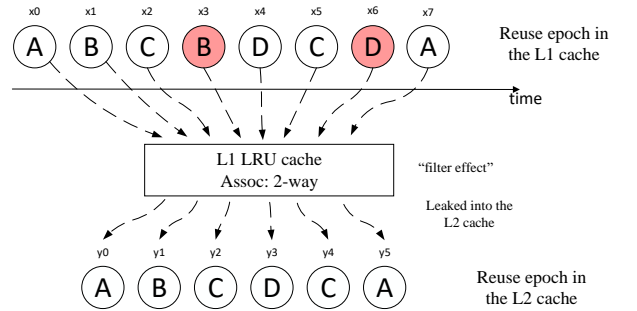 x0 x1 x2 x3 x4 x5 x6 x7
A B C B D C D A
Reuse epoch in
the L1 cache
time
L1 LRU cache
Assoc: 2-way
“filter effect”
Leaked into the
L2 cache
y0 y1 y2 y3 y4 y5
A B C D C A
Reuse epoch in
the L2 cache